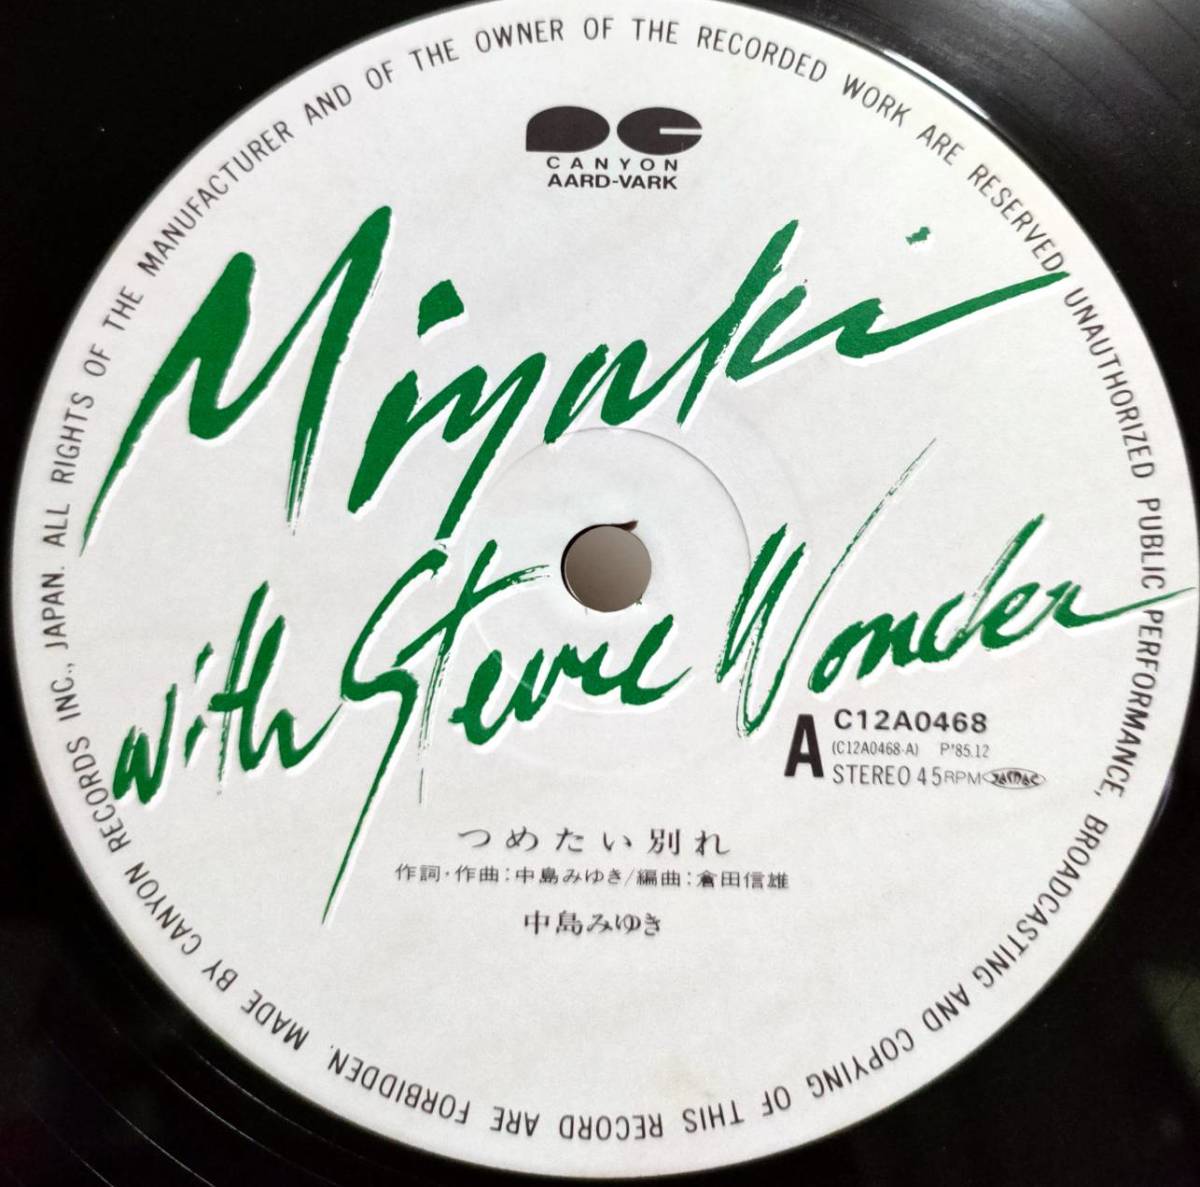 CANYON
AARD-VARK
Miyuki
with Stevie Wonder
A
C12A0468
(C12A0468-A) P'85.12
STEREO 45RPM JASRAC
つめたい別れ
作詞・作曲：中島みゆき/編曲：倉田信雄
中島みゆき
MADE BY CANYON RECORDS INC., JAPAN. ALL RIGHTS OF THE MANUFACTURER AND OF THE OWNER OF THE RECORDED WORK ARE RESERVED UNAUTHORIZED PUBLIC PERFORMANCE, BROADCASTING AND COPYING OF THIS RECORD ARE FORBIDDEN.